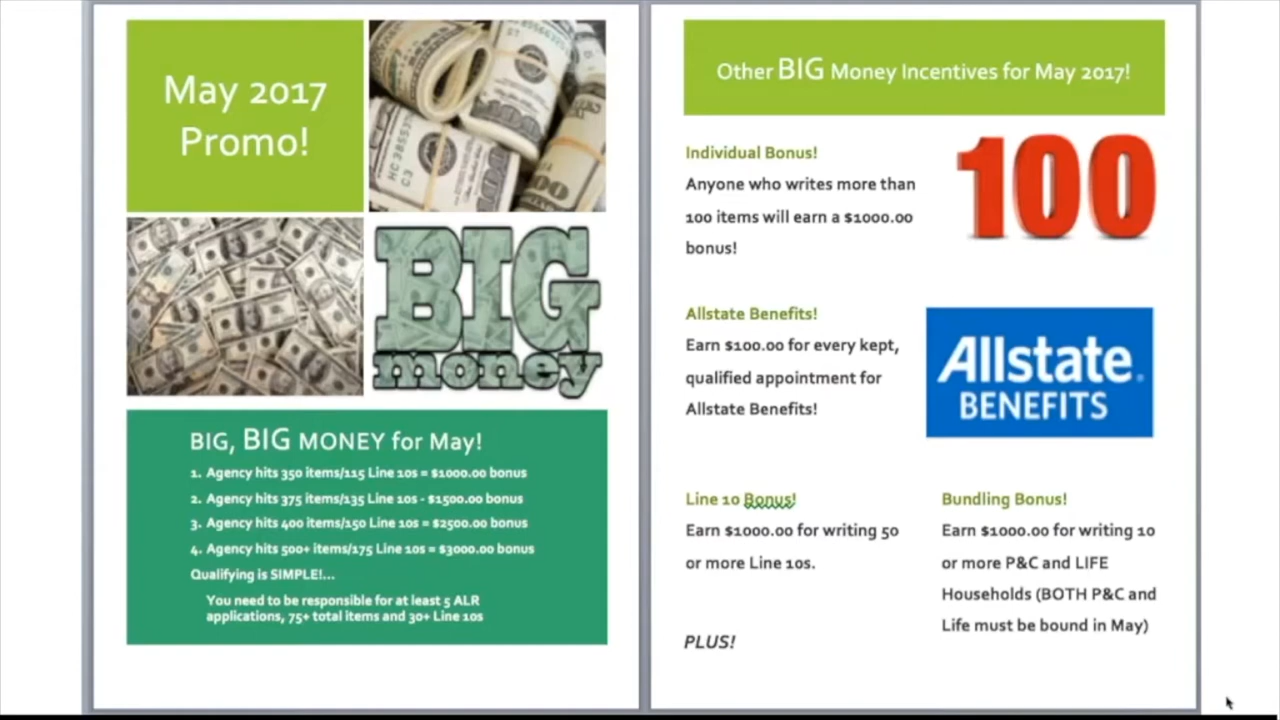 May 2017
Promo!
BIG
money
BIG, BIG MONEY for May!
1. Agency hits 350 items/115 Line 10s = $1000.00 bonus
2. Agency hits 375 items/135 Line 10s - $1500.00 bonus
3. Agency hits 400 items/150 Line 10s = $2500.00 bonus
4. Agency hits 500+ items/175 Line 10s = $3000.00 bonus
Qualifying is SIMPLE!...
You need to be responsible for at least 5 ALR
applications, 75+ total items and 30+ Line 10s
Other BIG Money Incentives for May 2017!
Individual Bonus!
Anyone who writes more than
100 items will earn a $1000.00
bonus!
100
Allstate Benefits!
Earn $100.00 for every kept,
qualified appointment for
Allstate Benefits!
Allstate.
BENEFITS
Line 10 Bonus!
Earn $1000.00 for writing 50
or more Line 10s.
PLUS!
Bundling Bonus!
Earn $1000.00 for writing 10
or more P&C and LIFE
Households (BOTH P&C and
Life must be bound in May)